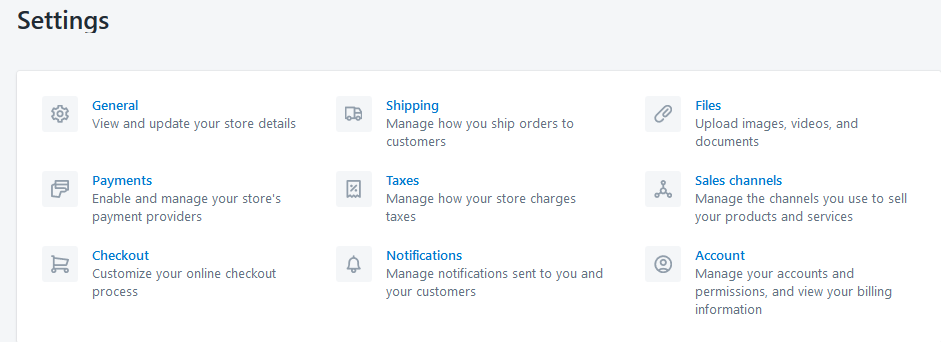 Settings
General
View and update your store details
Shipping
Manage how you ship orders to
customers
Files
Upload images, videos, and
documents
Payments
Enable and manage your store's
payment providers
Taxes
Manage how your store charges
taxes
Sales channels
Manage the channels you use to sell
your products and services
Checkout
Customize your online checkout
process
Notifications
Manage notifications sent to you and
your customers
Account
Manage your accounts and
permissions, and view your billing
information